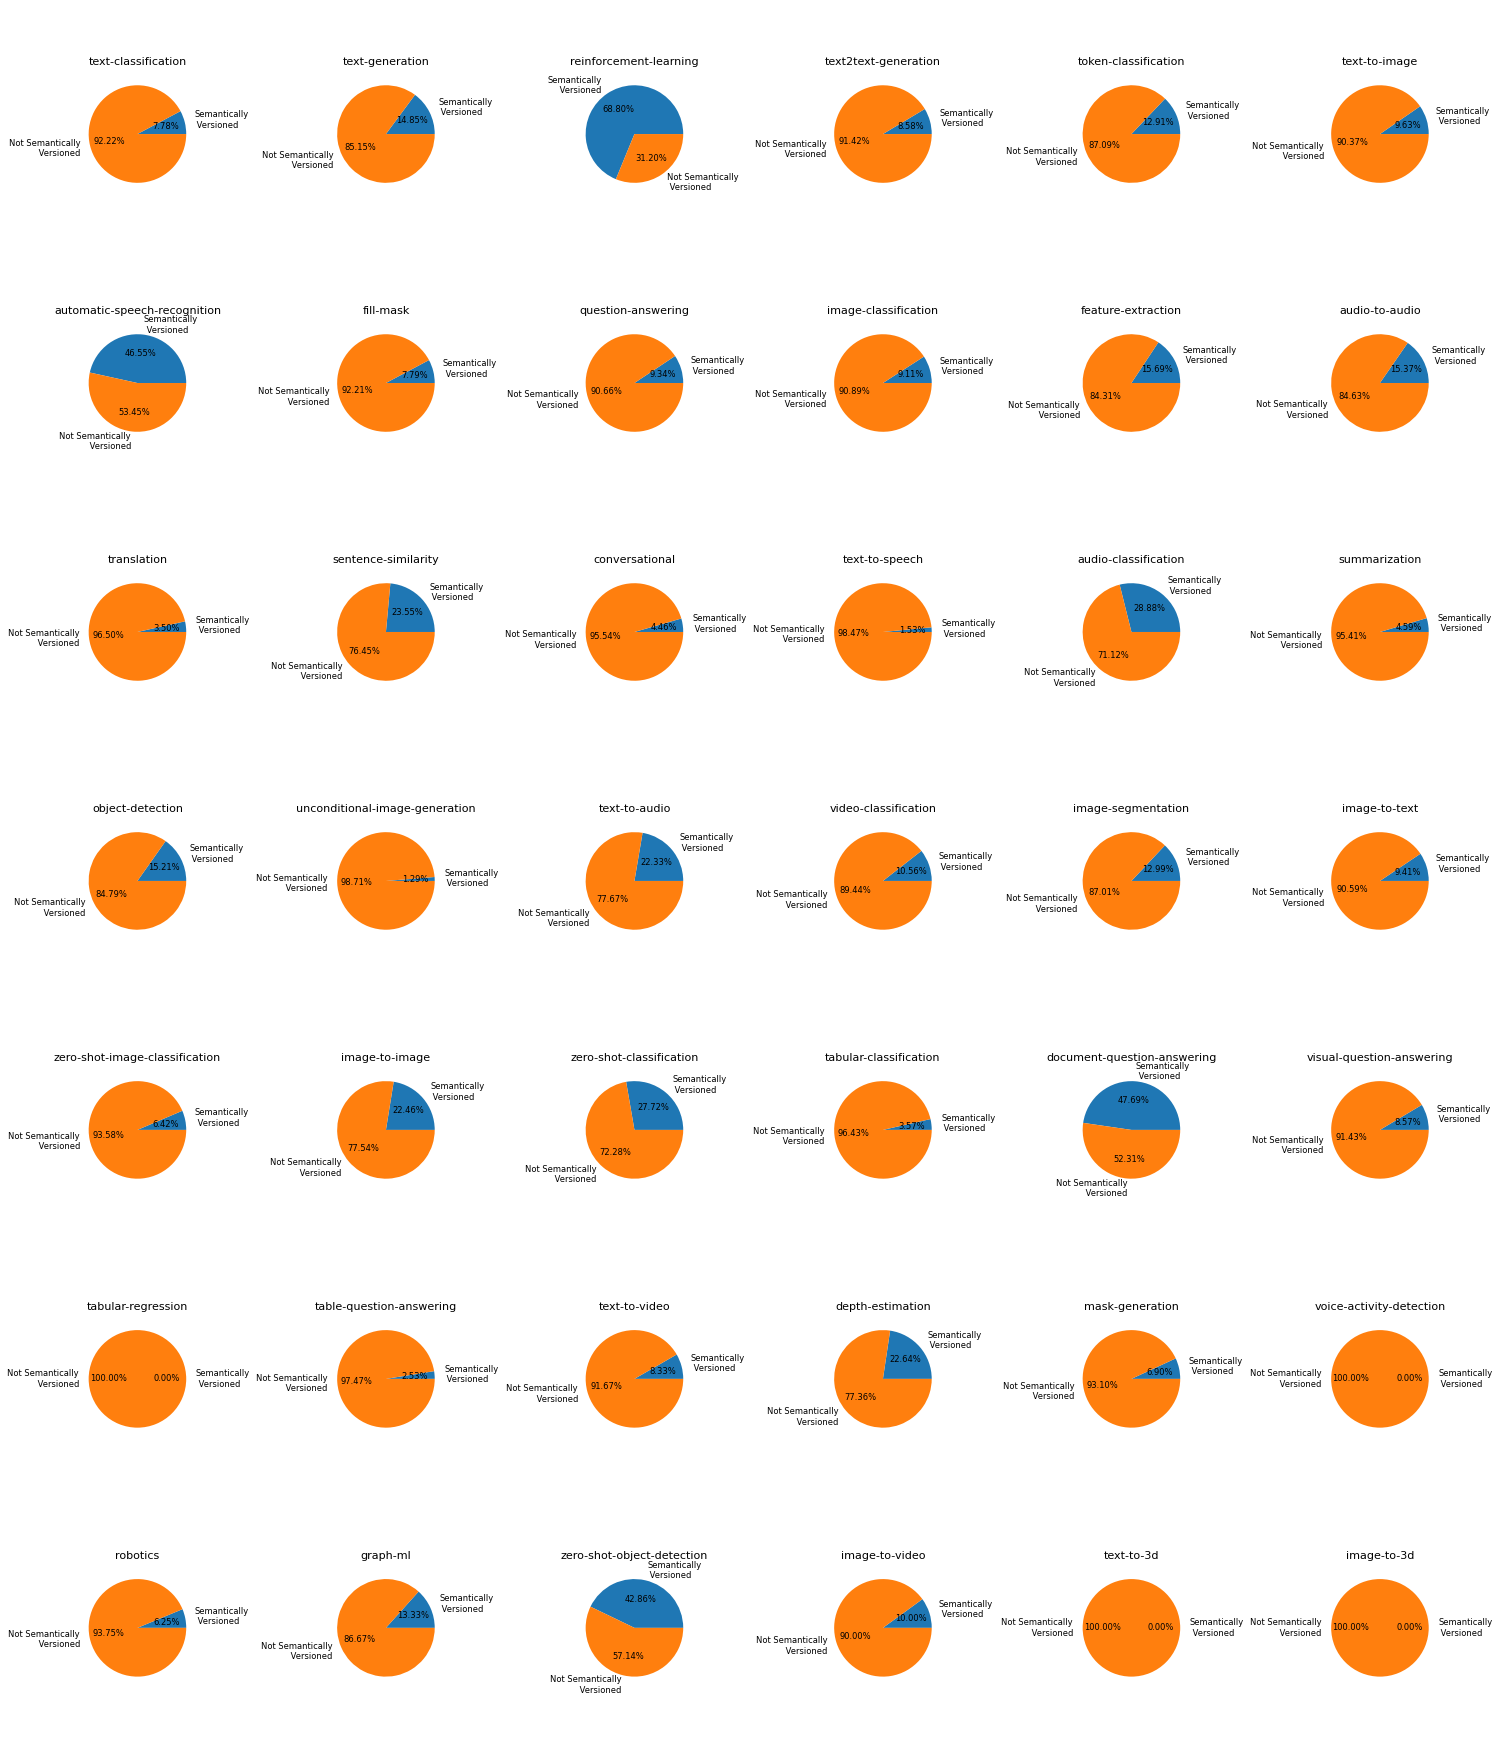 text-classification
Semantically
Versioned
7.78%
92.22%
Not Semantically
Versioned
text-generation
Semantically
Versioned
14.85%
85.15%
Not Semantically
Versioned
reinforcement-learning
Semantically
Versioned
68.80%
31.20%
Not Semantically
Versioned
text2text-generation
Semantically
Versioned
8.58%
91.42%
Not Semantically
Versioned
token-classification
Semantically
Versioned
12.91%
87.09%
Not Semantically
Versioned
text-to-image
Semantically
Versioned
9.63%
90.37%
Not Semantically
Versioned
automatic-speech-recognition
Semantically
Versioned
46.55%
53.45%
Not Semantically
Versioned
fill-mask
Semantically
Versioned
7.79%
92.21%
Not Semantically
Versioned
question-answering
Semantically
Versioned
9.34%
90.66%
Not Semantically
Versioned
image-classification
Semantically
Versioned
9.11%
90.89%
Not Semantically
Versioned
feature-extraction
Semantically
Versioned
15.69%
84.31%
Not Semantically
Versioned
audio-to-audio
Semantically
Versioned
15.37%
84.63%
Not Semantically
Versioned
translation
Semantically
Versioned
3.50%
96.50%
Not Semantically
Versioned
sentence-similarity
Semantically
Versioned
23.55%
76.45%
Not Semantically
Versioned
conversational
Semantically
Versioned
4.46%
95.54%
Not Semantically
Versioned
text-to-speech
Semantically
Versioned
1.53%
98.47%
Not Semantically
Versioned
audio-classification
Semantically
Versioned
28.88%
71.12%
Not Semantically
Versioned
summarization
Semantically
Versioned
4.59%
95.41%
Not Semantically
Versioned
object-detection
Semantically
Versioned
15.21%
84.79%
Not Semantically
Versioned
unconditional-image-generation
Semantically
Versioned
1.29%
98.71%
Not Semantically
Versioned
text-to-audio
Semantically
Versioned
22.33%
77.67%
Not Semantically
Versioned
video-classification
Semantically
Versioned
10.56%
89.44%
Not Semantically
Versioned
image-segmentation
Semantically
Versioned
12.99%
87.01%
Not Semantically
Versioned
image-to-text
Semantically
Versioned
9.41%
90.59%
Not Semantically
Versioned
zero-shot-image-classification
Semantically
Versioned
6.42%
93.58%
Not Semantically
Versioned
image-to-image
Semantically
Versioned
22.46%
77.54%
Not Semantically
Versioned
zero-shot-classification
Semantically
Versioned
27.72%
72.28%
Not Semantically
Versioned
tabular-classification
Semantically
Versioned
3.57%
96.43%
Not Semantically
Versioned
document-question-answering
Semantically
Versioned
47.69%
52.31%
Not Semantically
Versioned
visual-question-answering
Semantically
Versioned
8.57%
91.43%
Not Semantically
Versioned
tabular-regression
Semantically
Versioned
0.00%
100.00%
Not Semantically
Versioned
table-question-answering
Semantically
Versioned
2.53%
97.47%
Not Semantically
Versioned
text-to-video
Semantically
Versioned
8.33%
91.67%
Not Semantically
Versioned
depth-estimation
Semantically
Versioned
22.64%
77.36%
Not Semantically
Versioned
mask-generation
Semantically
Versioned
6.90%
93.10%
Not Semantically
Versioned
voice-activity-detection
Semantically
Versioned
0.00%
100.00%
Not Semantically
Versioned
robotics
Semantically
Versioned
6.25%
93.75%
Not Semantically
Versioned
graph-ml
Semantically
Versioned
13.33%
86.67%
Not Semantically
Versioned
zero-shot-object-detection
Semantically
Versioned
42.86%
57.14%
Not Semantically
Versioned
image-to-video
Semantically
Versioned
10.00%
90.00%
Not Semantically
Versioned
text-to-3d
Semantically
Versioned
0.00%
100.00%
Not Semantically
Versioned
image-to-3d
Semantically
Versioned
0.00%
100.00%
Not Semantically
Versioned